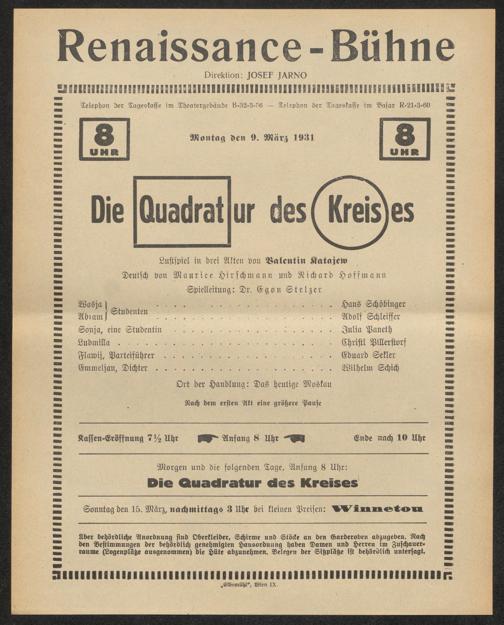 Renaissance-Bühne
Direktion: JOSEF JARNO
Telephon der Tageskasse im Theatergebäude B-32-5-76 — Telephon der Tageskasse im Basar R-21-3-60
8 UHR
Montag den 9. März 1931
8 UHR
Die Quadratur des Kreises
Lustspiel in drei Akten von Valentin Katajew
Deutsch von Maurice Hirschmann und Richard Hoffmann
Spielleitung: Dr. Egon Stelzer
Wasja } Studenten . . . Hans Schöbinger
Abram } . . . Adolf Schleiffer
Sonja, eine Studentin . . . Julia Paneth
Ludmilla . . . Christl Pillerstorf
Flawij, Parteiführer . . . Eduard Sekler
Emmeljan, Dichter . . . Wilhelm Schich
Ort der Handlung: Das heutige Moskau
Nach dem ersten Akt eine größere Pause
Kassen-Eröffnung 7½ Uhr Anfang 8 Uhr Ende nach 10 Uhr
Morgen und die folgenden Tage, Anfang 8 Uhr:
Die Quadratur des Kreises
Sonntag den 15. März, nachmittags 3 Uhr bei kleinen Preisen: Winnetou
Über behördliche Anordnung sind Oberkleider, Schirme und Stöcke an den Garderoben abzugeben. Nach
den Bestimmungen der behördlich genehmigten Hausordnung haben Damen und Herren im Zuschauer-
raume (Logenplätze ausgenommen) die Hüte abzunehmen. Belegen der Sitzplätze ist behördlich untersagt.
„Elbemühl“, Wien IX.